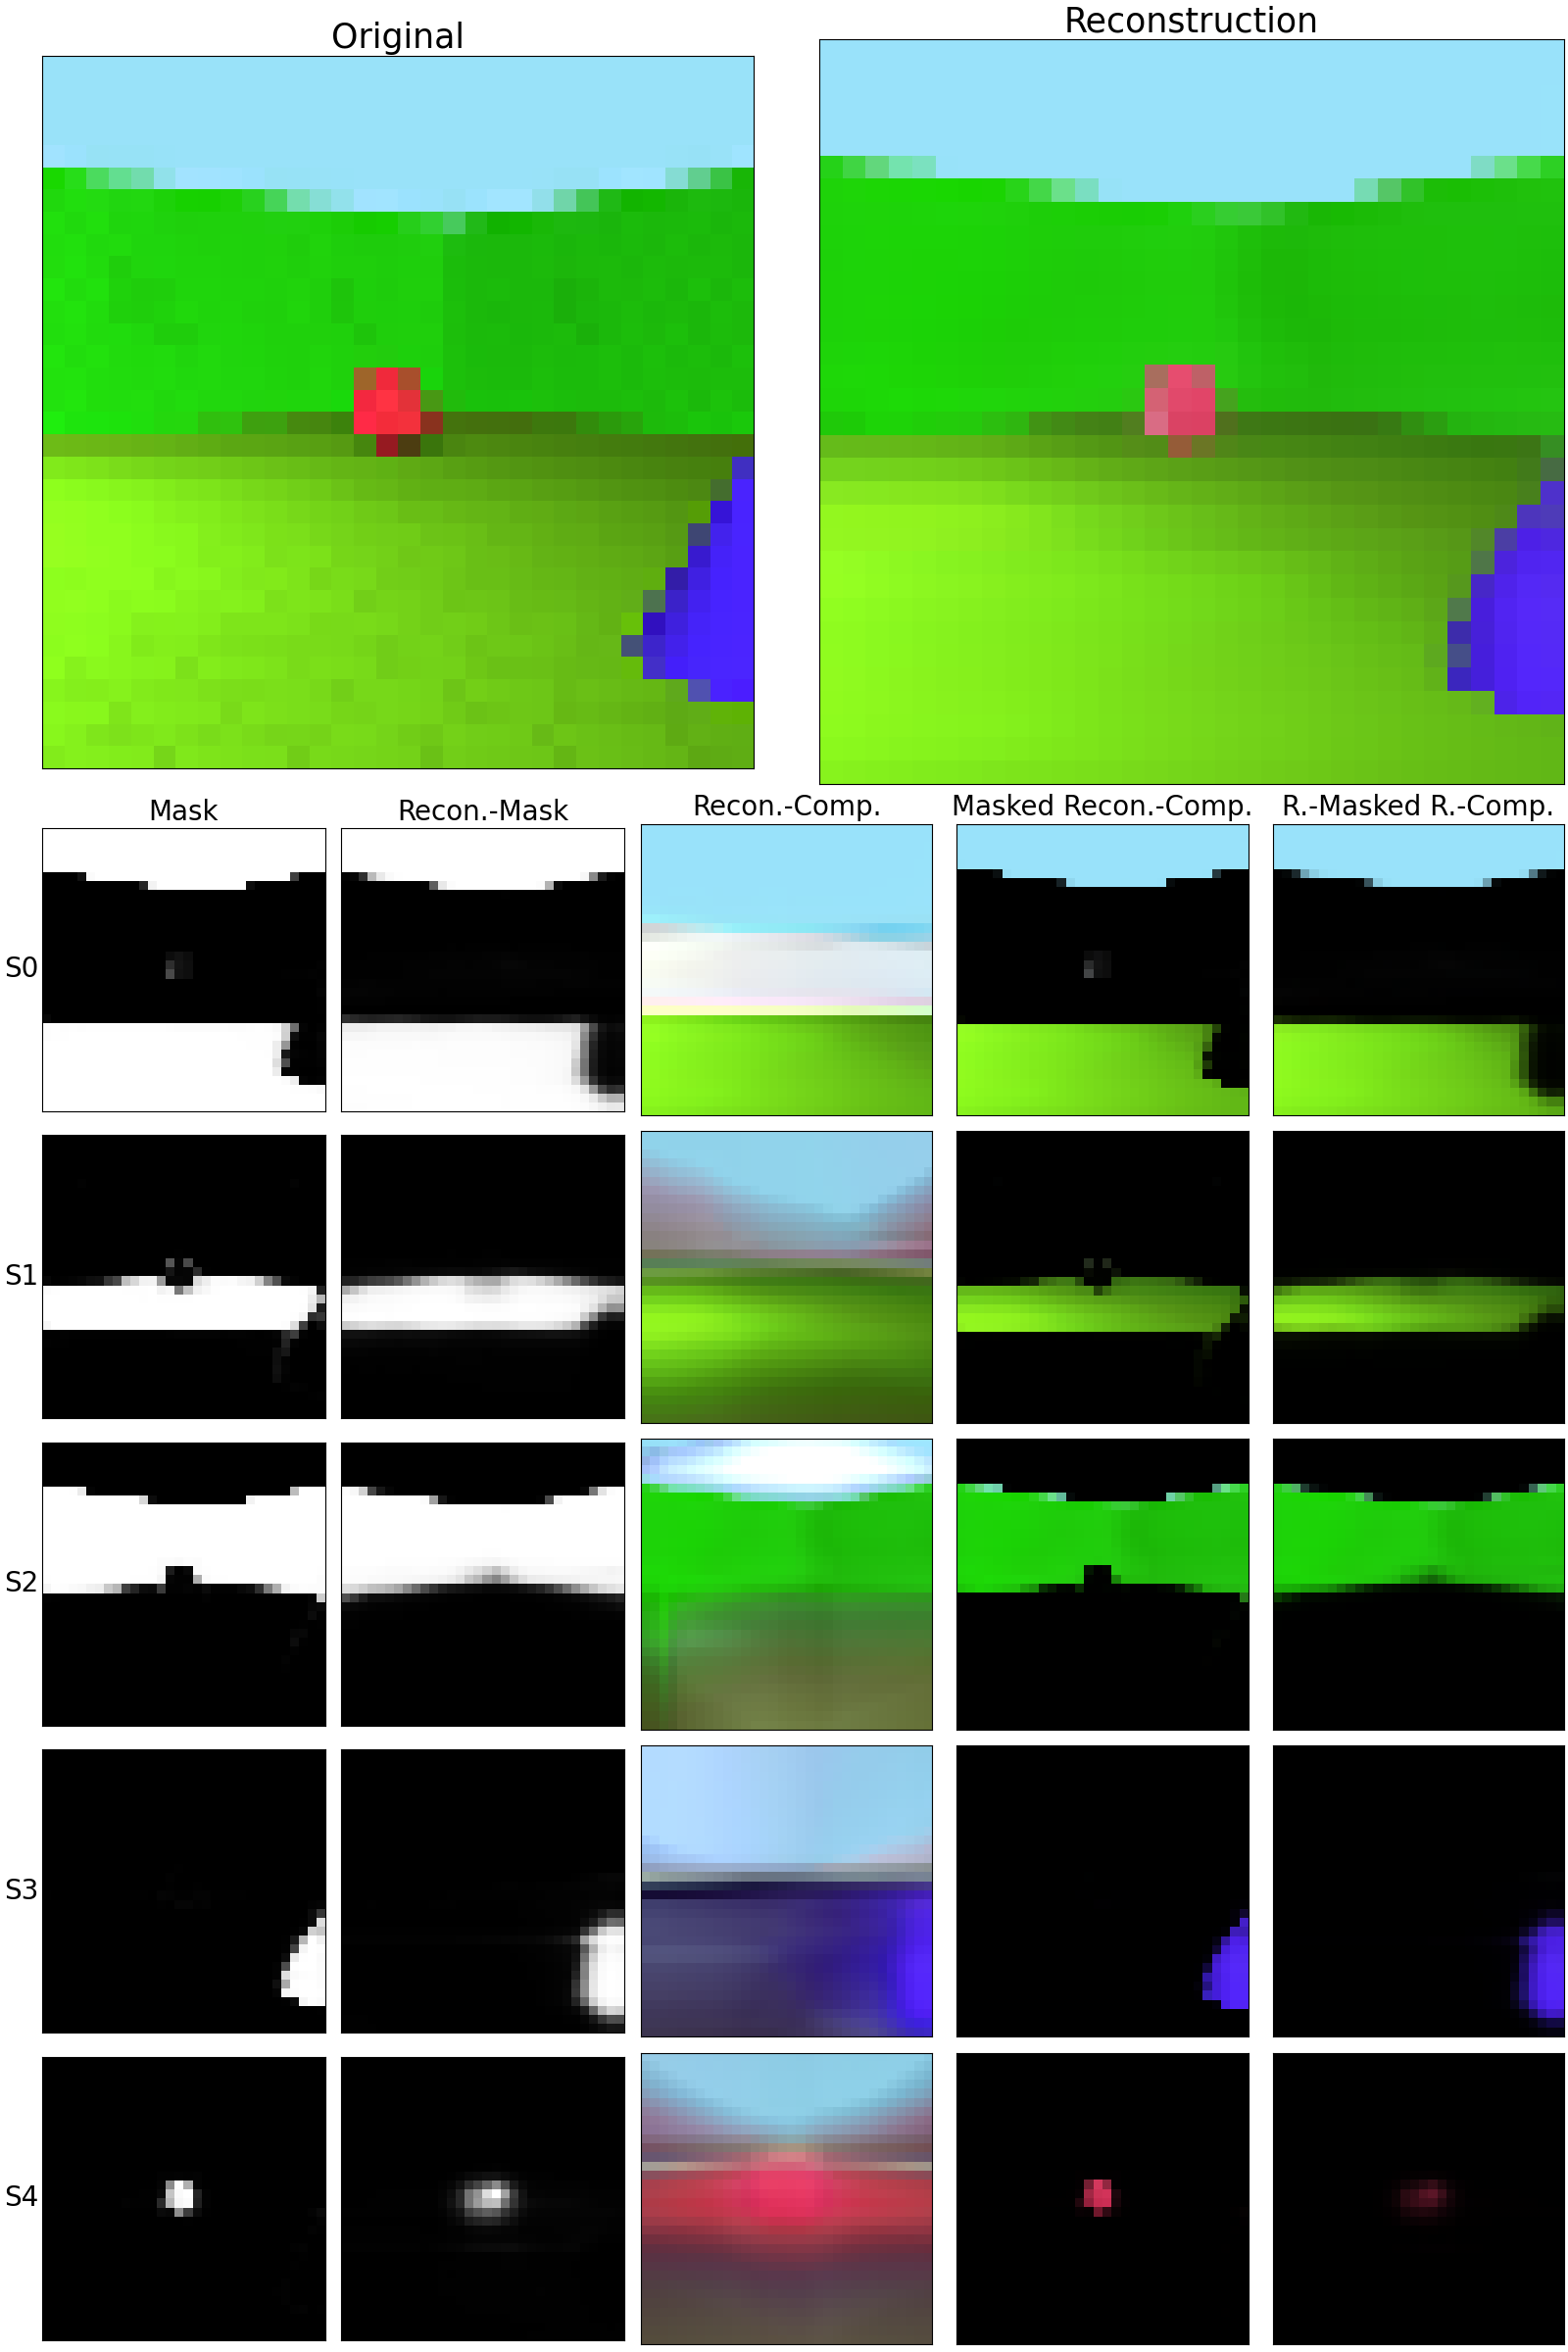 Original
Reconstruction
Mask
Recon.-Mask
Recon.-Comp.
Masked Recon.-Comp.
R.-Masked R.-Comp.
S0
S1
S2
S3
S4